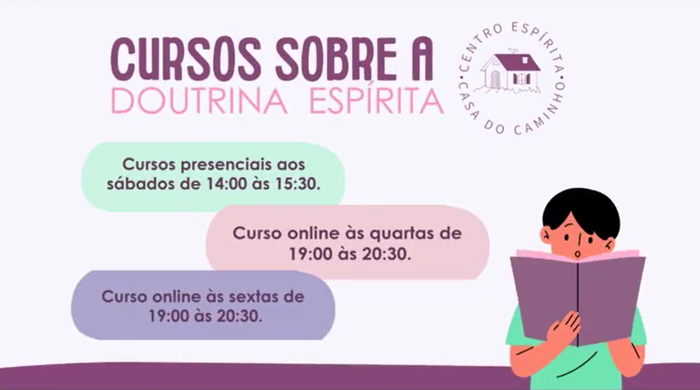 CURSOS SOBRE A
DOUTRINA ESPÍRITA
•CENTRO ESPÍRITA•
CASA DO CAMINHO
Cursos presenciais aos
sábados de 14:00 às 15:30.
Curso online às quartas de
19:00 às 20:30.
Curso online às sextas de
19:00 às 20:30.